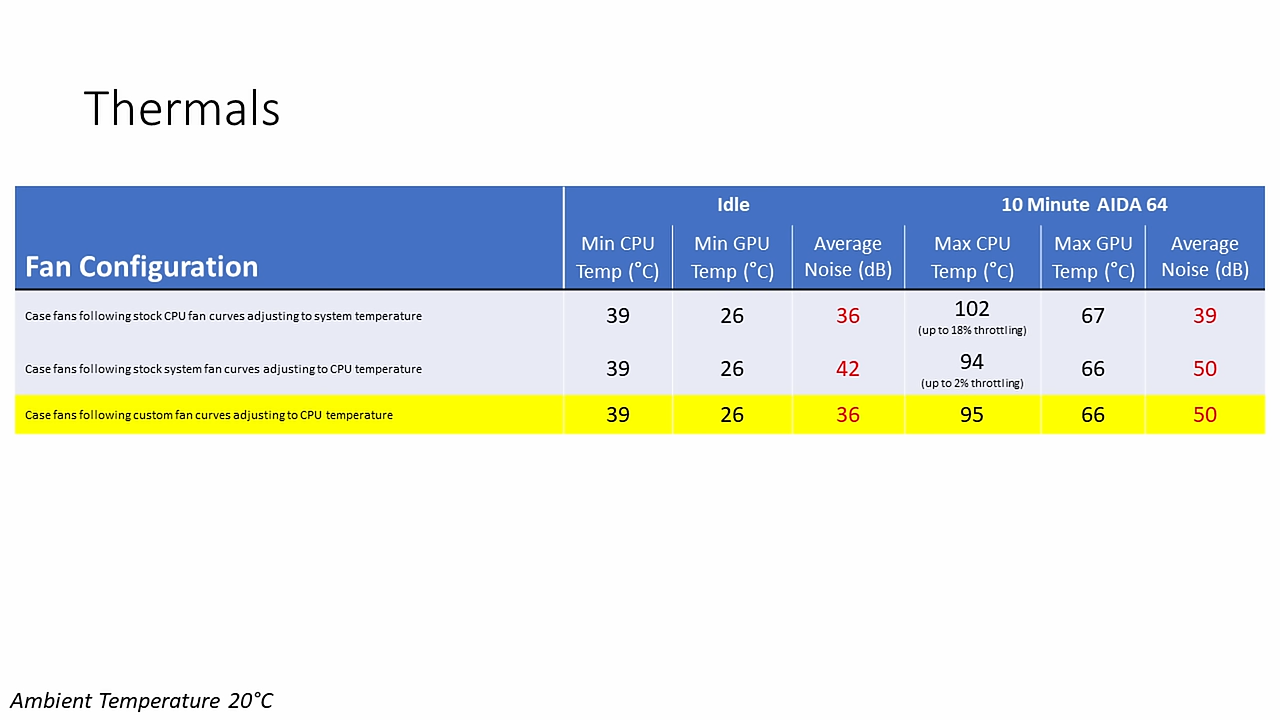 Thermals
Idle 10 Minute AIDA 64
Fan Configuration
Min CPU Temp (°C) Min GPU Temp (°C) Average Noise (dB) Max CPU Temp (°C) Max GPU Temp (°C) Average Noise (dB)
Case fans following stock CPU fan curves adjusting to system temperature 39 26 36 102 (up to 18% throttling) 67 39
Case fans following stock system fan curves adjusting to CPU temperature 39 26 42 94 (up to 2% throttling) 66 50
Case fans following custom fan curves adjusting to CPU temperature 39 26 36 95 66 50
Ambient Temperature 20°C